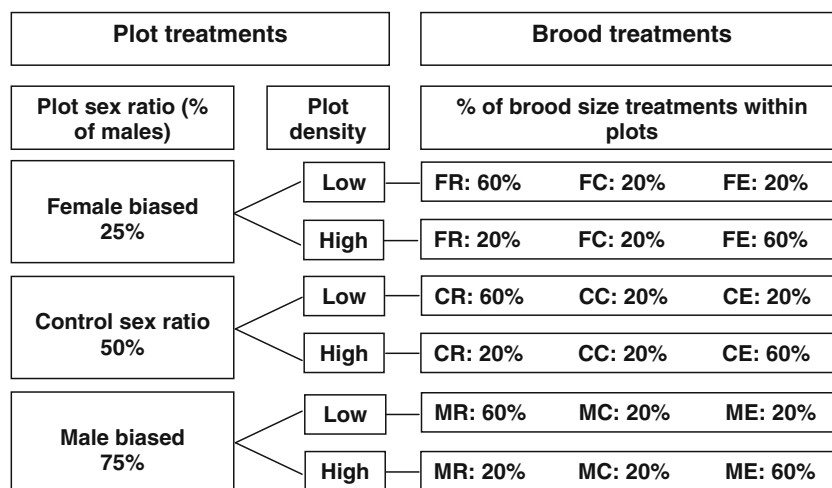 Plot treatments
Brood treatments
Plot sex ratio (%
of males)
Plot
density
% of brood size treatments within
plots
Female biased
25%
Low
FR: 60% FC: 20% FE: 20%
High
FR: 20% FC: 20% FE: 60%
Control sex ratio
50%
Low
CR: 60% CC: 20% CE: 20%
High
CR: 20% CC: 20% CE: 60%
Male biased
75%
Low
MR: 60% MC: 20% ME: 20%
High
MR: 20% MC: 20% ME: 60%